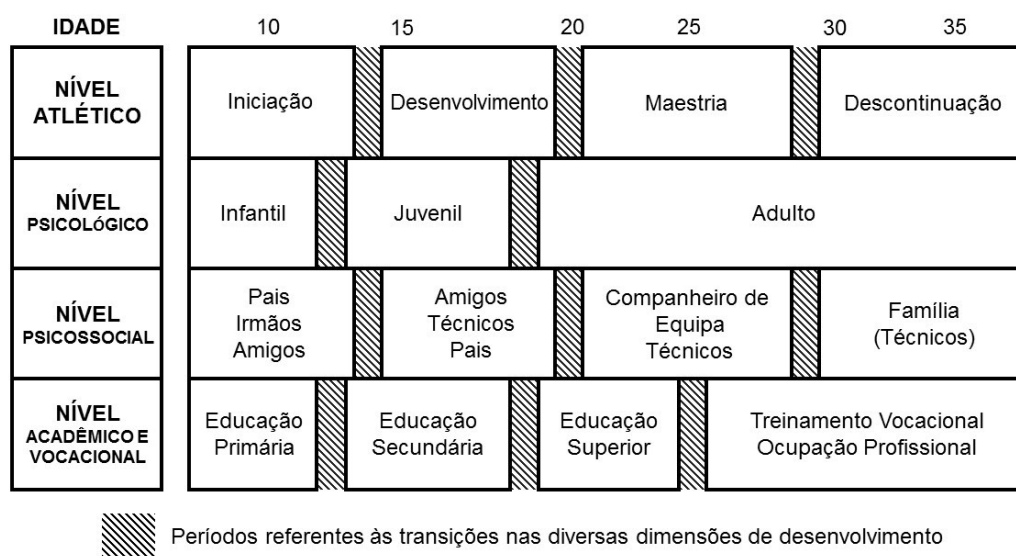 IDADE 10 15 20 25 30 35
NÍVEL
ATLÉTICO
Iniciação
Desenvolvimento
Maestria
Descontinuação
NÍVEL
PSICOLÓGICO
Infantil
Juvenil
Adulto
NÍVEL
PSICOSSOCIAL
Pais
Irmãos
Amigos
Amigos
Técnicos
Pais
Companheiro de
Equipa
Técnicos
Família
(Técnicos)
NÍVEL
ACADÊMICO E
VOCACIONAL
Educação
Primária
Educação
Secundária
Educação
Superior
Treinamento Vocacional
Ocupação Profissional
Períodos referentes às transições nas diversas dimensões de desenvolvimento